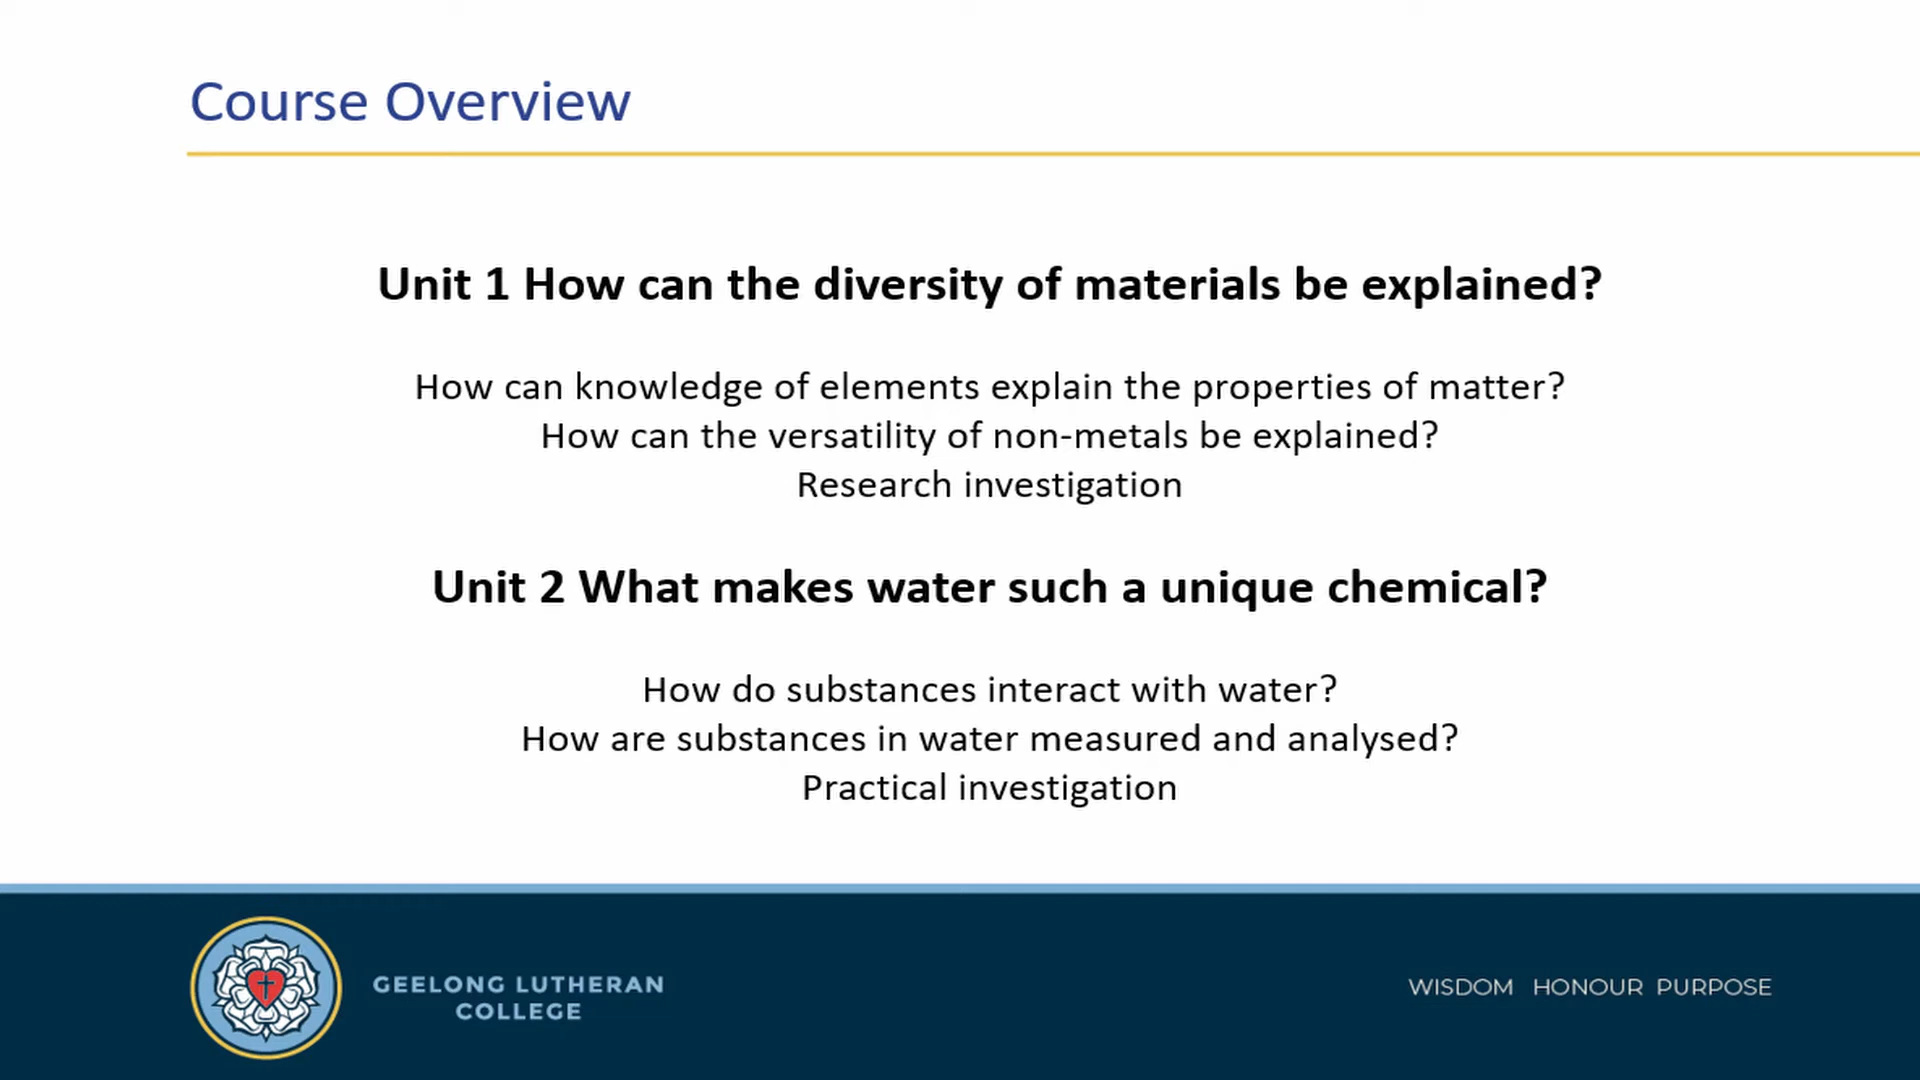 Course Overview
Unit 1 How can the diversity of materials be explained?
How can knowledge of elements explain the properties of matter?
How can the versatility of non-metals be explained?
Research investigation
Unit 2 What makes water such a unique chemical?
How do substances interact with water?
How are substances in water measured and analysed?
Practical investigation
GEELONG LUTHERAN
COLLEGE
WISDOM HONOUR PURPOSE